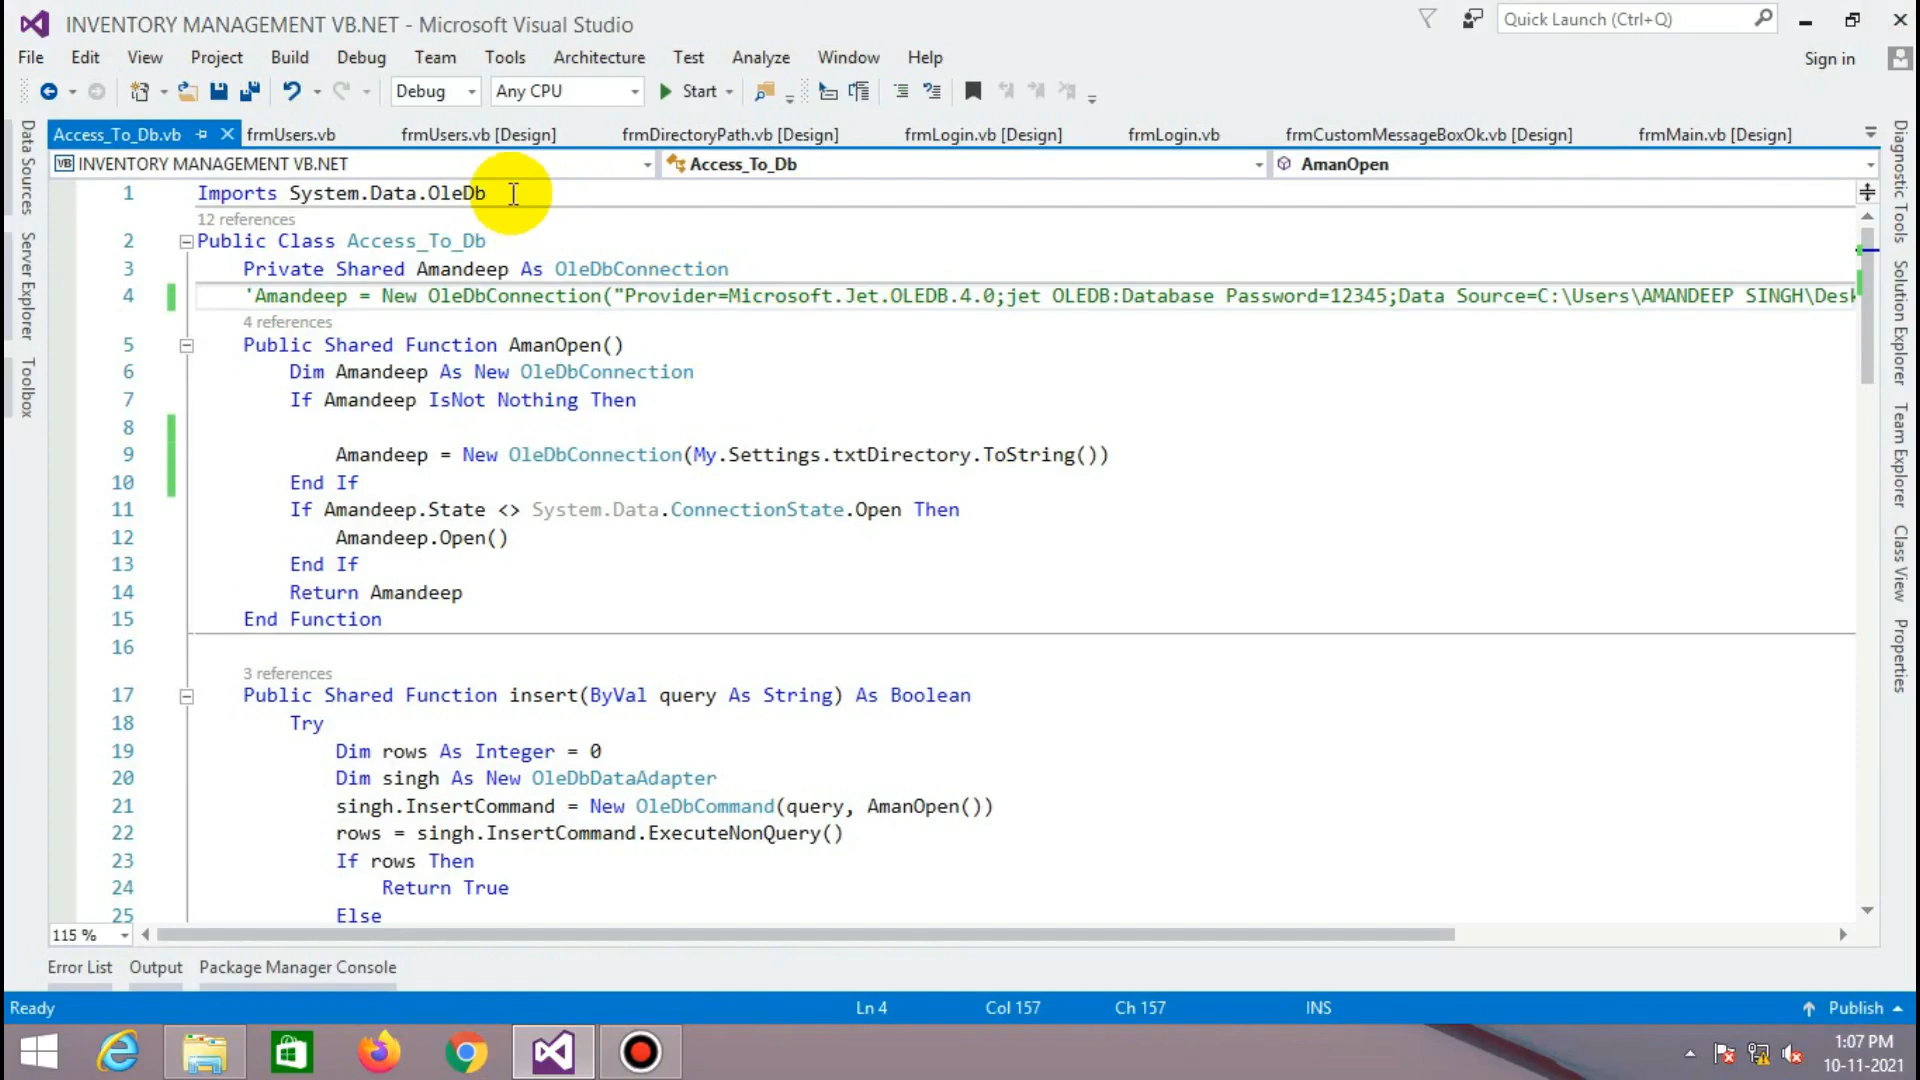 INVENTORY MANAGEMENT VB.NET - Microsoft Visual Studio
Quick Launch (Ctrl+Q)
File Edit View Project Build Debug Team Tools Architecture Test Analyze Window Help
Sign in
Debug Any CPU Start
Access_To_Db.vb frmUsers.vb frmUsers.vb [Design] frmDirectoryPath.vb [Design] frmLogin.vb [Design] frmLogin.vb frmCustomMessageBoxOk.vb [Design] frmMain.vb [Design]
VB INVENTORY MANAGEMENT VB.NET Access_To_Db AmanOpen
Data Sources
Server Explorer
Toolbox
1 Imports System.Data.OleDb
12 references
2 Public Class Access_To_Db
3 Private Shared Amandeep As OleDbConnection
4 'Amandeep = New OleDbConnection("Provider=Microsoft.Jet.OLEDB.4.0;jet OLEDB:Database Password=12345;Data Source=C:\Users\AMANDEEP SINGH\Desk
4 references
5 Public Shared Function AmanOpen()
6 Dim Amandeep As New OleDbConnection
7 If Amandeep IsNot Nothing Then
8
9 Amandeep = New OleDbConnection(My.Settings.txtDirectory.ToString())
10 End If
11 If Amandeep.State <> System.Data.ConnectionState.Open Then
12 Amandeep.Open()
13 End If
14 Return Amandeep
15 End Function
16
3 references
17 Public Shared Function insert(ByVal query As String) As Boolean
18 Try
19 Dim rows As Integer = 0
20 Dim singh As New OleDbDataAdapter
21 singh.InsertCommand = New OleDbCommand(query, AmanOpen())
22 rows = singh.InsertCommand.ExecuteNonQuery()
23 If rows Then
24 Return True
25 Else
Diagnostic Tools
Solution Explorer
Team Explorer
Class View
Properties
115 %
Error List Output Package Manager Console
Ready Ln 4 Col 157 Ch 157 INS Publish
1:07 PM
10-11-2021